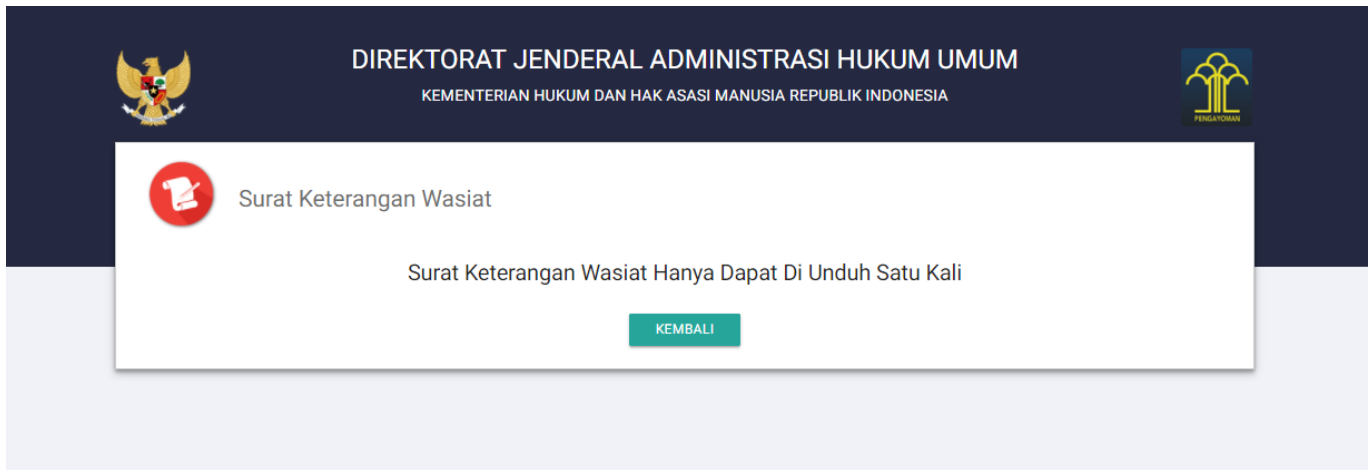 DIREKTORAT JENDERAL ADMINISTRASI HUKUM UMUM
KEMENTERIAN HUKUM DAN HAK ASASI MANUSIA REPUBLIK INDONESIA
PENGAYOMAN
Surat Keterangan Wasiat
Surat Keterangan Wasiat Hanya Dapat Di Unduh Satu Kali
KEMBALI